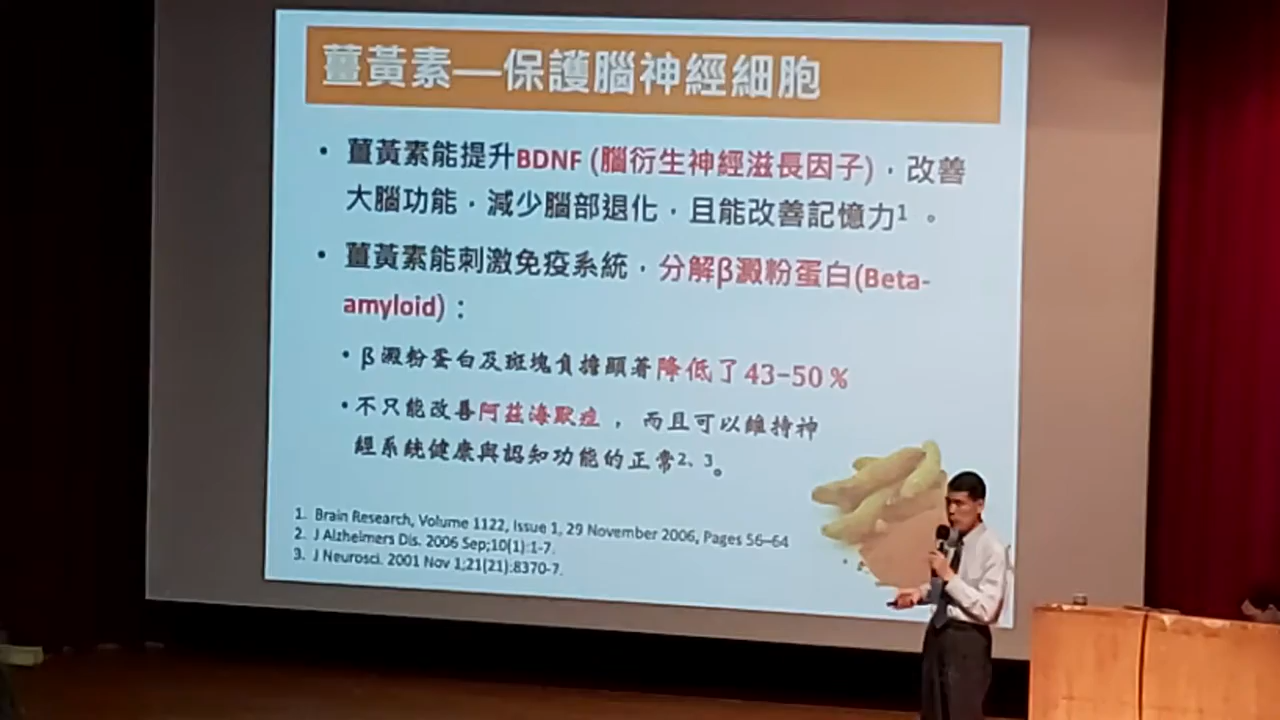 薑黃素—保護腦神經細胞
• 薑黃素能提升BDNF (腦衍生神經滋長因子)，改善
大腦功能，減少腦部退化，且能改善記憶力¹ 。
• 薑黃素能刺激免疫系統，分解β澱粉蛋白(Beta-
amyloid)：
• β澱粉蛋白及斑塊負擔顯著降低了43-50％
• 不只能改善阿茲海默症 ，而且可以維持神
經系統健康與認知功能的正常²、³。
1. Brain Research, Volume 1122, Issue 1, 29 November 2006, Pages 56–64
2. J Alzheimers Dis. 2006 Sep;10(1):1-7.
3. J Neurosci. 2001 Nov 1;21(21):8370-7.